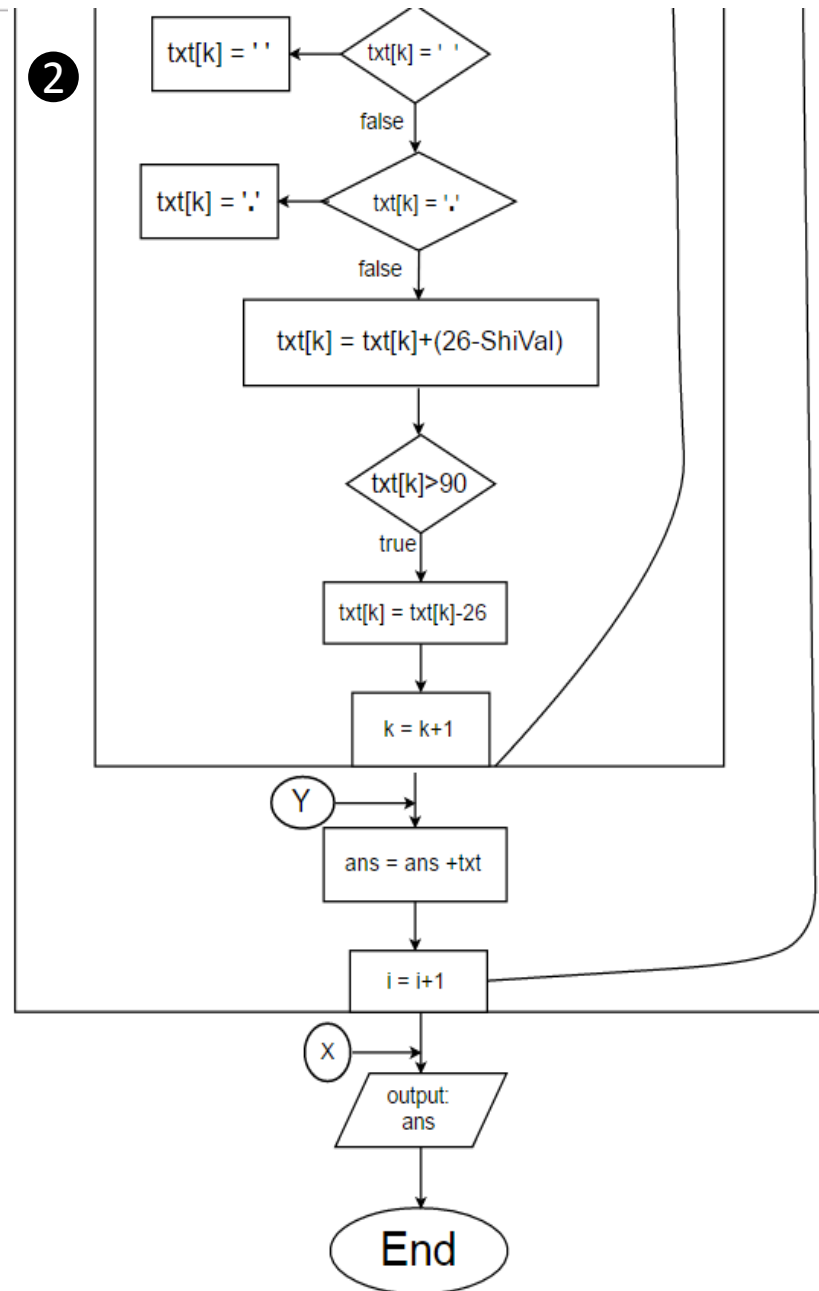 2
txt[k] = ' '
txt[k] = ' '
false
txt[k] = '.'
txt[k] = '.'
false
txt[k] = txt[k]+(26-ShiVal)
txt[k]>90
true
txt[k] = txt[k]-26
k = k+1
Y
ans = ans +txt
i = i+1
X
output:
ans
End